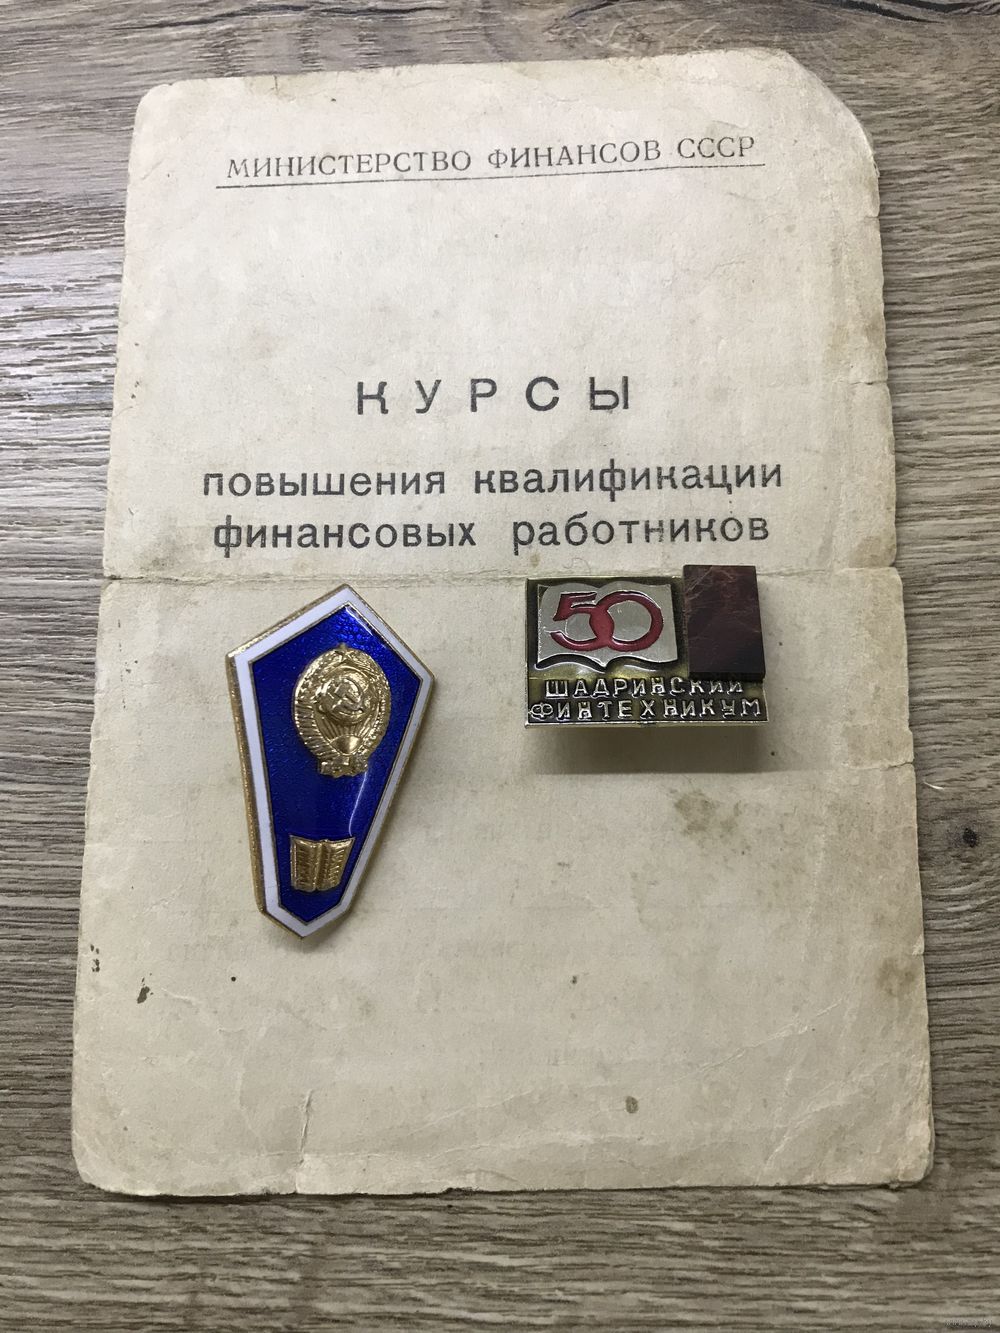 МИНИСТЕРСТВО ФИНАНСОВ СССР
КУРСЫ
повышения квалификации
финансовых работников
50
ШАДРИНСКИЙ
ФИНТЕХНИКУМ